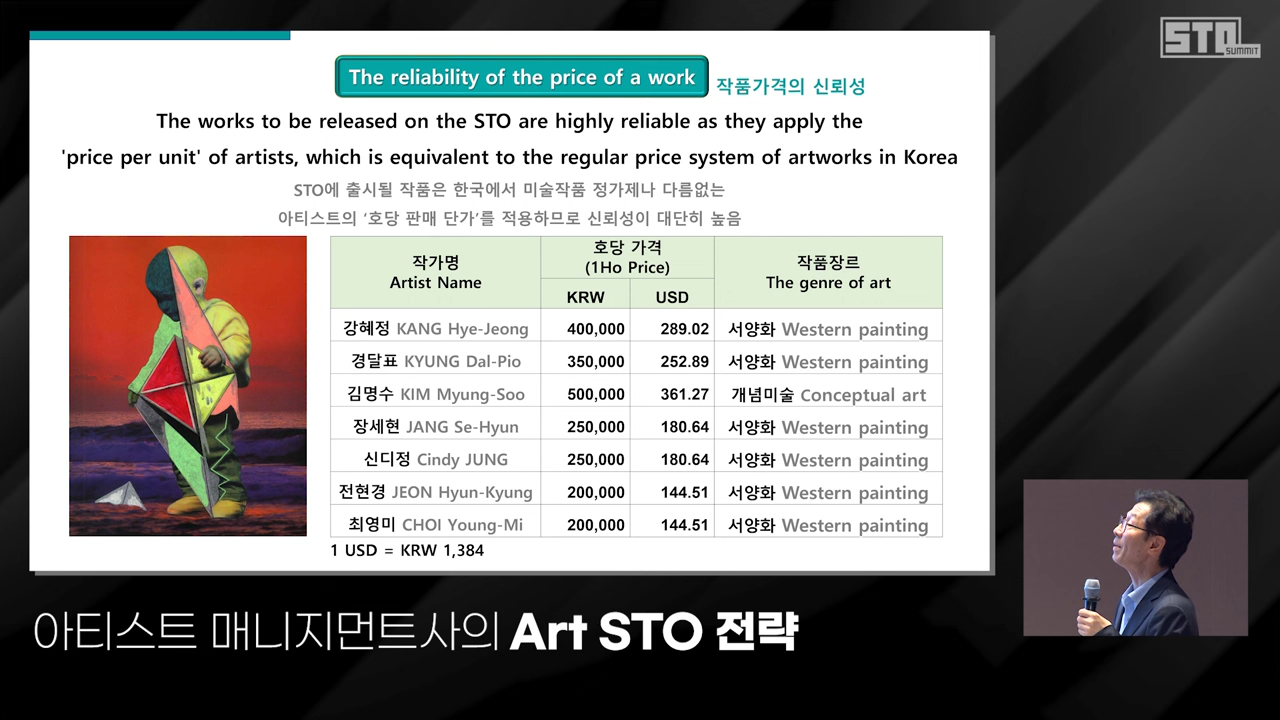 STO
SUMMIT
The reliability of the price of a work 작품가격의 신뢰성
The works to be released on the STO are highly reliable as they apply the
'price per unit' of artists, which is equivalent to the regular price system of artworks in Korea
STO에 출시될 작품은 한국에서 미술작품 정가제나 다름없는
아티스트의 ‘호당 판매 단가’를 적용하므로 신뢰성이 대단히 높음
작가명
Artist Name
호당 가격
(1Ho Price)
작품장르
The genre of art
KRW USD
강혜정 KANG Hye-Jeong 400,000 289.02 서양화 Western painting
경달표 KYUNG Dal-Pio 350,000 252.89 서양화 Western painting
김명수 KIM Myung-Soo 500,000 361.27 개념미술 Conceptual art
장세현 JANG Se-Hyun 250,000 180.64 서양화 Western painting
신디정 Cindy JUNG 250,000 180.64 서양화 Western painting
전현경 JEON Hyun-Kyung 200,000 144.51 서양화 Western painting
최영미 CHOI Young-Mi 200,000 144.51 서양화 Western painting
1 USD = KRW 1,384
아티스트 매니지먼트사의 Art STO 전략